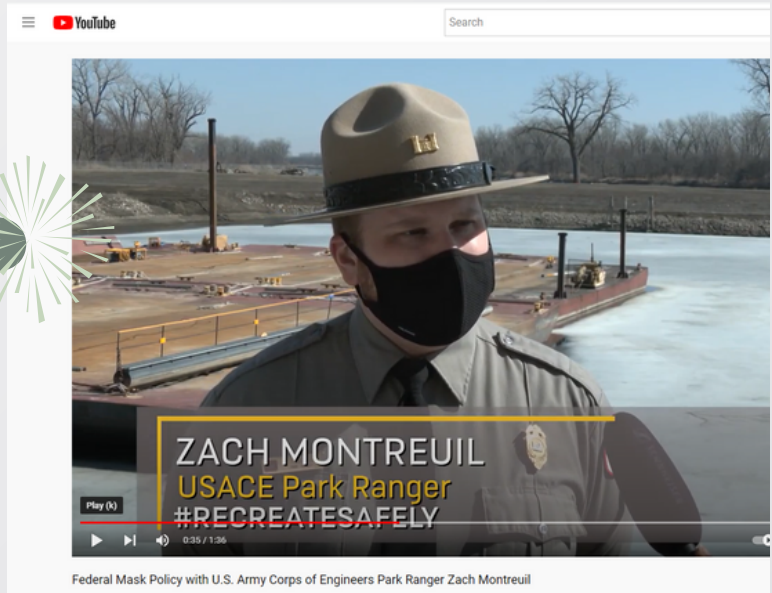 YouTube
Search
ZACH MONTREUIL
USACE Park Ranger
#RECREATESAFELY
Play (k)
0:35 / 1:36
Federal Mask Policy with U.S. Army Corps of Engineers Park Ranger Zach Montreuil